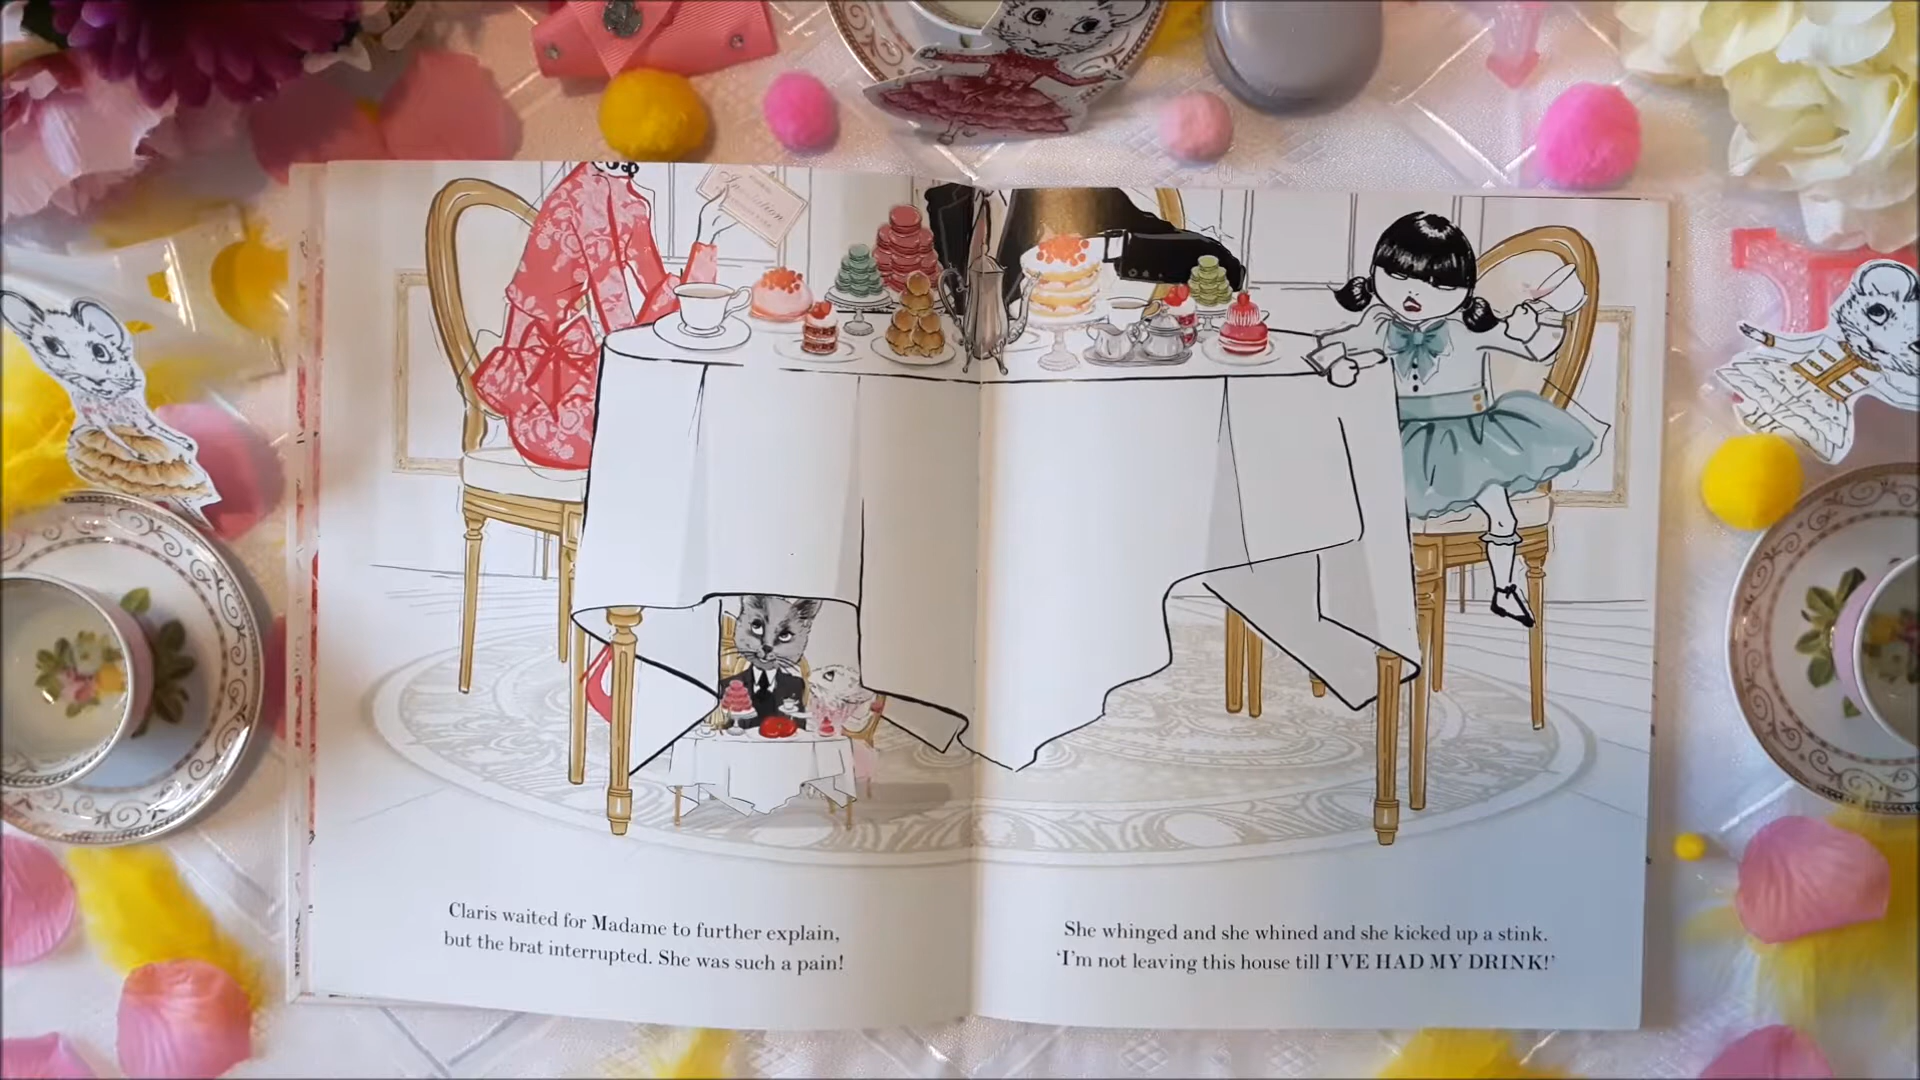 Invitation
Claris waited for Madame to further explain,
but the brat interrupted. She was such a pain!
She whinged and she whined and she kicked up a stink.
‘I’m not leaving this house till I’VE HAD MY DRINK!’